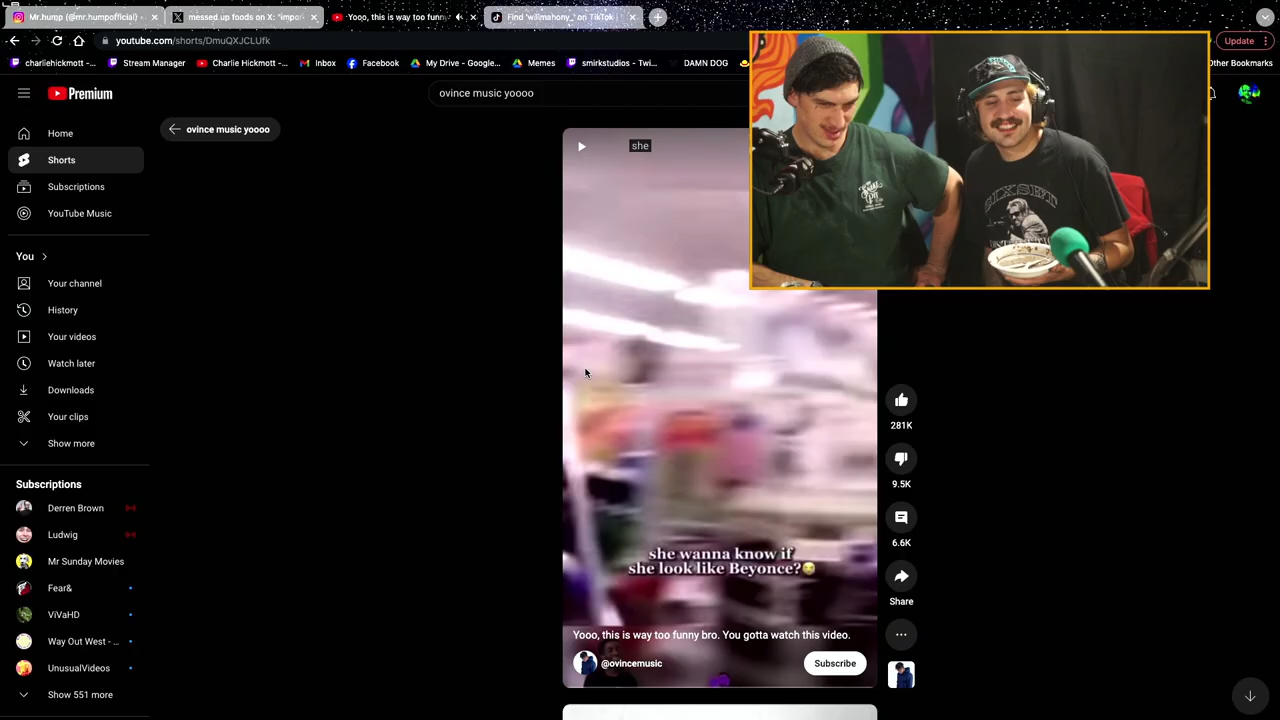 Mr.hump (@mr.humpofficial)
messed up foods on X: "impor
Yooo, this is way too funny
Find 'willmahony_' on TikTok
youtube.com/shorts/DmuQXJCLUfk
Update
charliehickmott -...
Stream Manager
Charlie Hickmott -...
Inbox
Facebook
My Drive - Google...
Memes
smirkstudios - Twi...
DAMN DOG
Other Bookmarks
Premium
ovince music yoooo
Home
Shorts
Subscriptions
YouTube Music
You
Your channel
History
Your videos
Watch later
Downloads
Your clips
Show more
Subscriptions
Derren Brown
Ludwig
Mr Sunday Movies
Fear&
ViVaHD
Way Out West - ...
UnusualVideos
Show 551 more
ovince music yoooo
she
she wanna know if
she look like Beyonce?😭
Yooo, this is way too funny bro. You gotta watch this video.
@ovincemusic
Subscribe
281K
9.5K
6.6K
Share
SIXSET